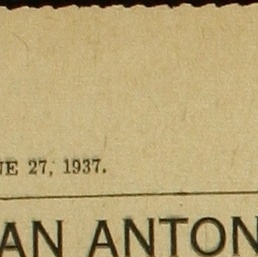 NE 27, 1937.
AN ANTON